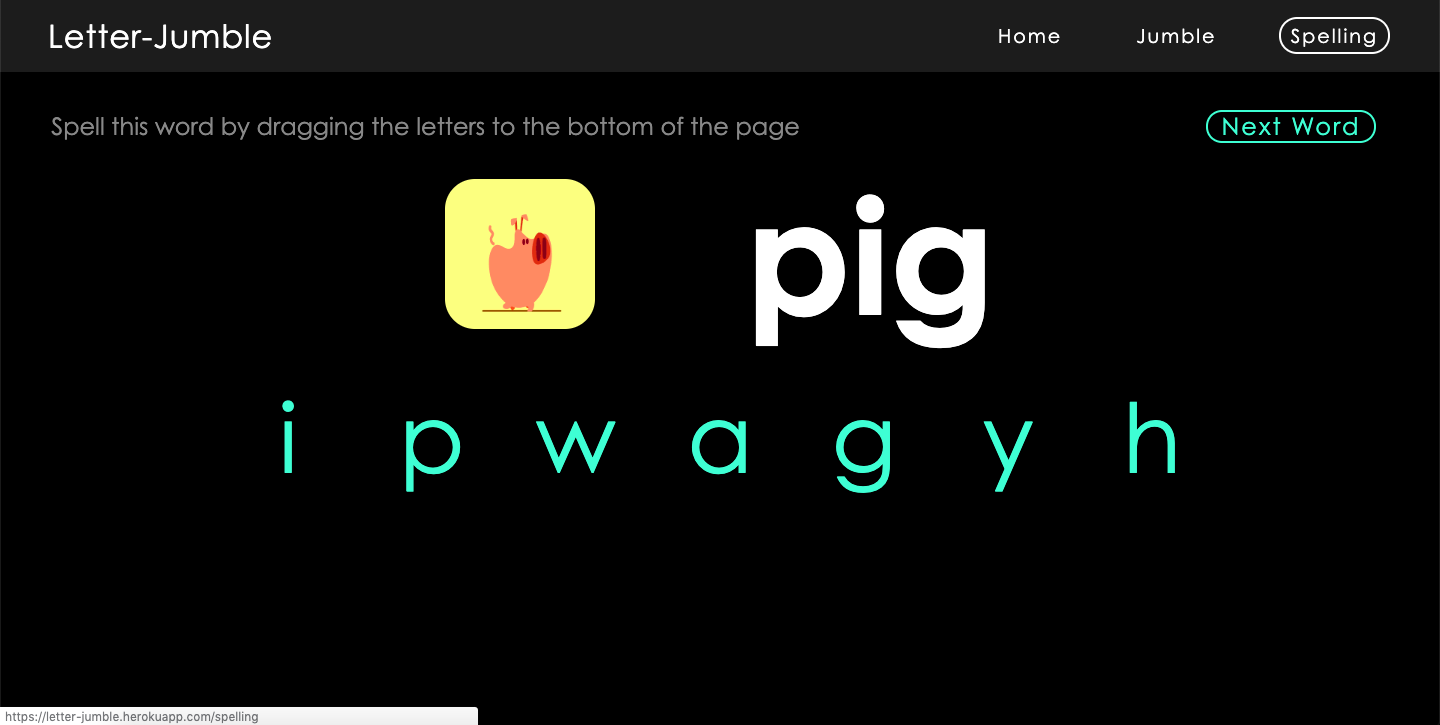 Letter-Jumble Home Jumble Spelling
Spell this word by dragging the letters to the bottom of the page Next Word
pig
i p w a g y h
https://letter-jumble.herokuapp.com/spelling